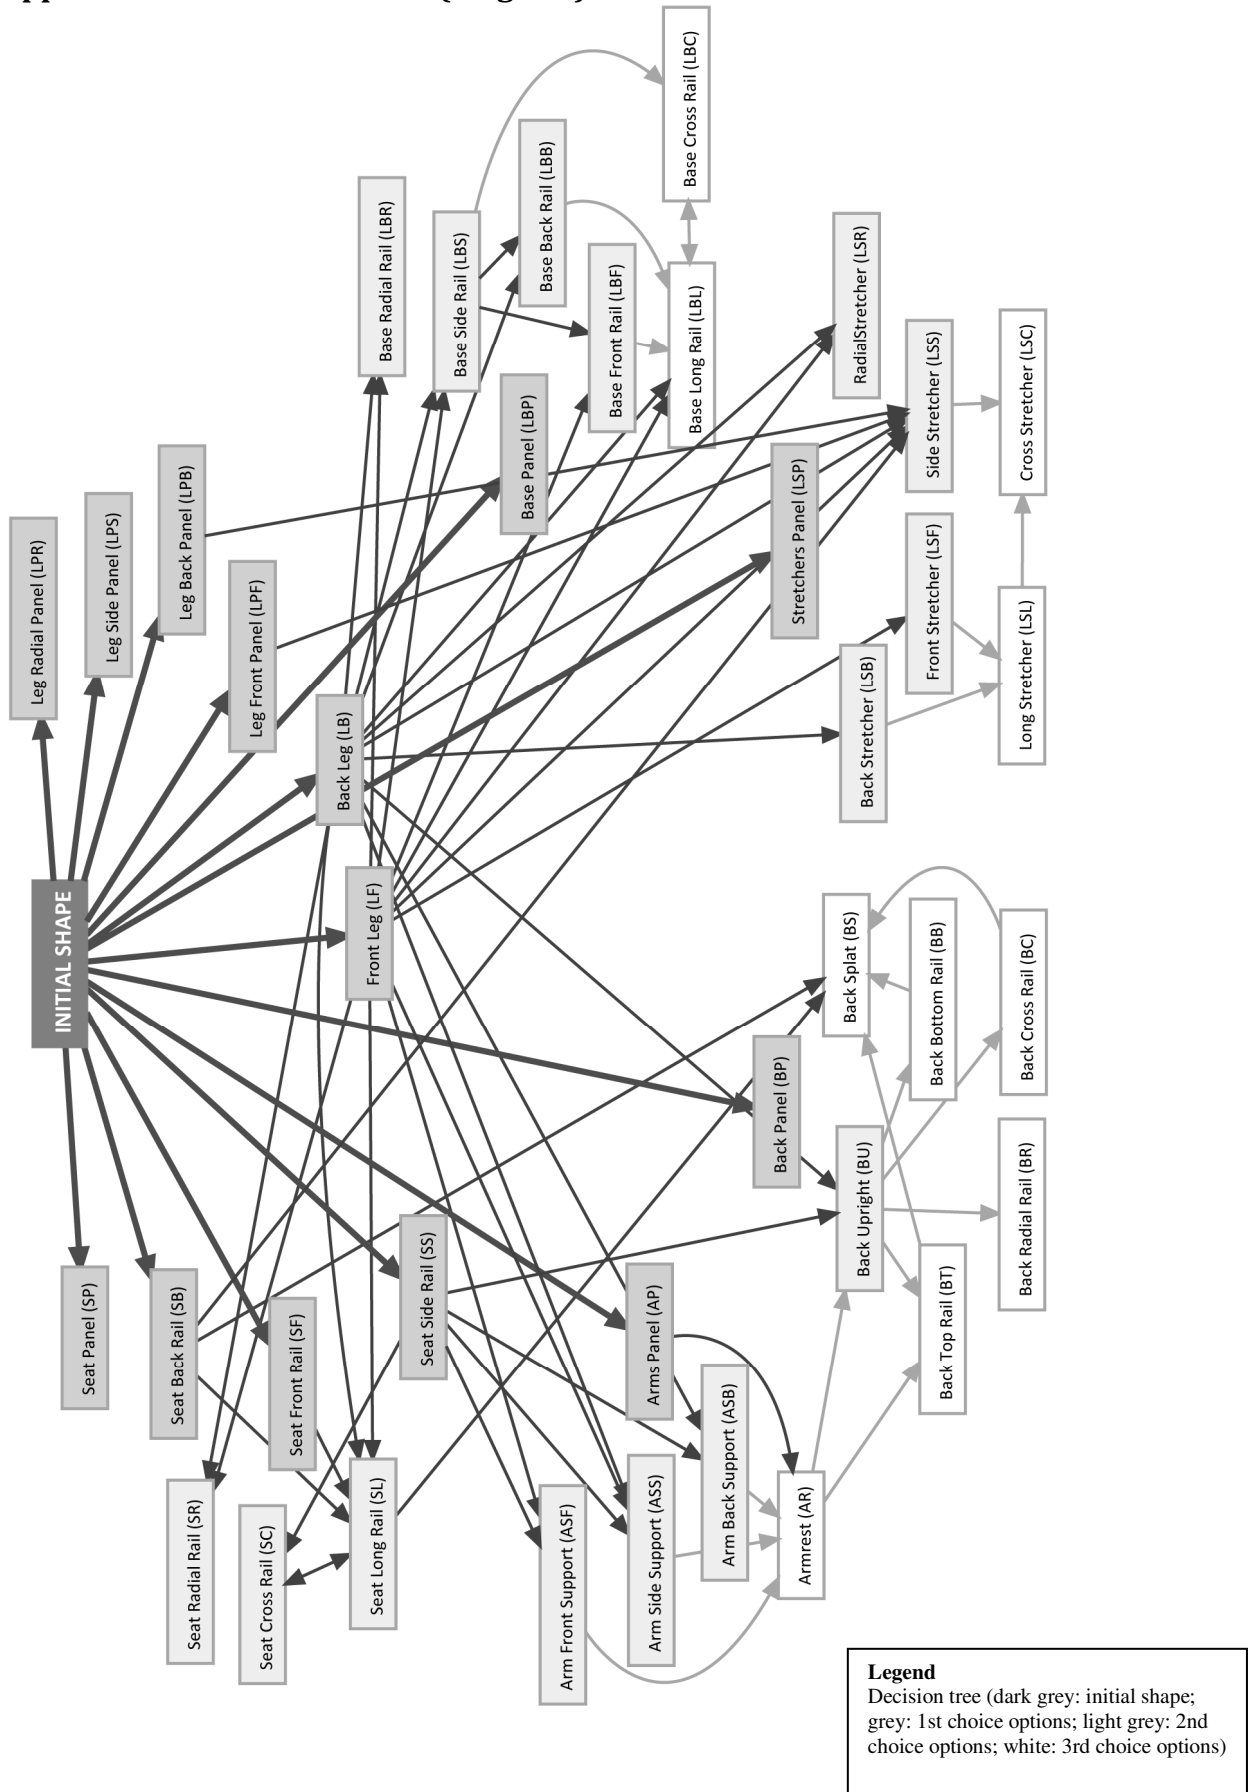 INITIAL SHAPE
Leg Radial Panel (LPR)
Seat Panel (SP)
Leg Side Panel (LPS)
Seat Back Rail (SB)
Leg Back Panel (LPB)
Seat Radial Rail (SR)
Leg Front Panel (LPF)
Seat Cross Rail (SC)
Seat Front Rail (SF)
Back Leg (LB)
Seat Long Rail (SL)
Front Leg (LF)
Base Radial Rail (LBR)
Seat Side Rail (SS)
Base Side Rail (LBS)
Base Panel (LBP)
Base Back Rail (LBB)
Arm Front Support (ASF)
Base Front Rail (LBF)
Arm Side Support (ASS)
Arms Panel (AP)
Base Long Rail (LBL)
Base Cross Rail (LBC)
Arm Back Support (ASB)
Back Panel (BP)
Stretchers Panel (LSP)
Armrest (AR)
Back Splat (BS)
RadialStretcher (LSR)
Back Upright (BU)
Back Stretcher (LSB)
Back Bottom Rail (BB)
Front Stretcher (LSF)
Side Stretcher (LSS)
Back Top Rail (BT)
Back Radial Rail (BR)
Back Cross Rail (BC)
Long Stretcher (LSL)
Cross Stretcher (LSC)
Legend
Decision tree (dark grey: initial shape;
grey: 1st choice options; light grey: 2nd
choice options; white: 3rd choice options)